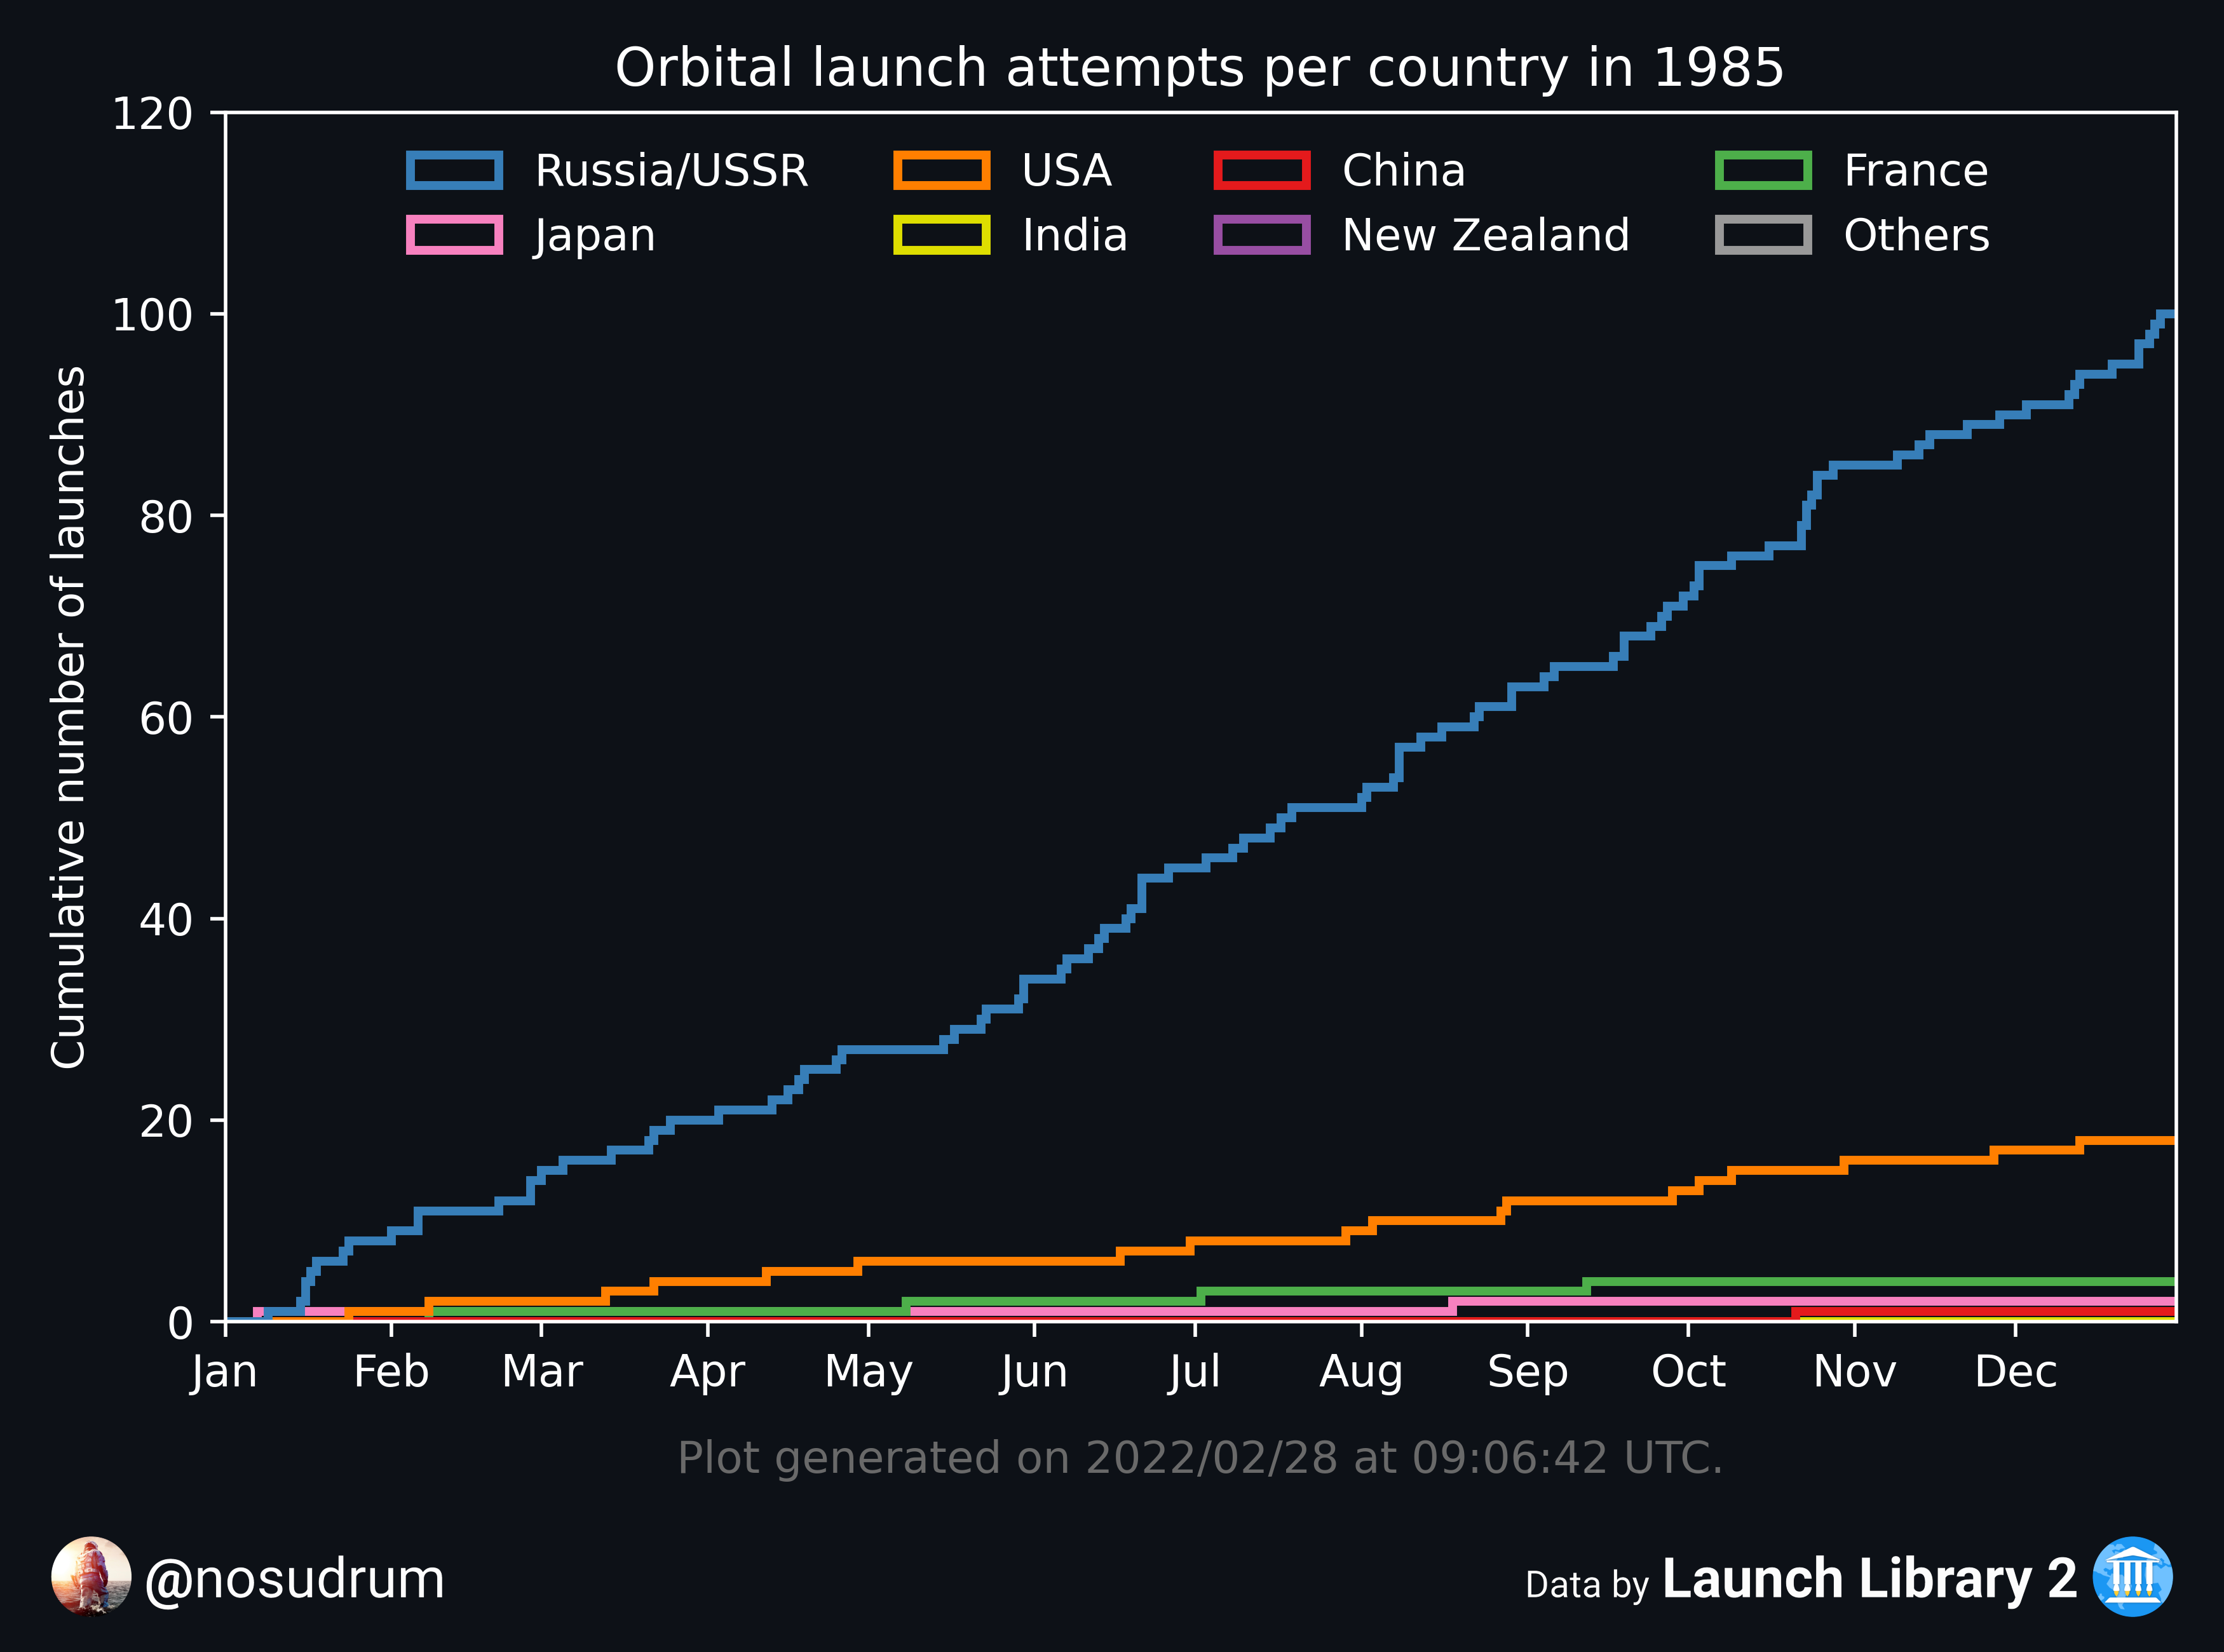 Orbital launch attempts per country in 1985
120
Russia/USSR USA China France
Japan India New Zealand Others
100
80
60
40
20
0
Cumulative number of launches
Jan Feb Mar Apr May Jun Jul Aug Sep Oct Nov Dec
Plot generated on 2022/02/28 at 09:06:42 UTC.
@nosudrum
Data by Launch Library 2